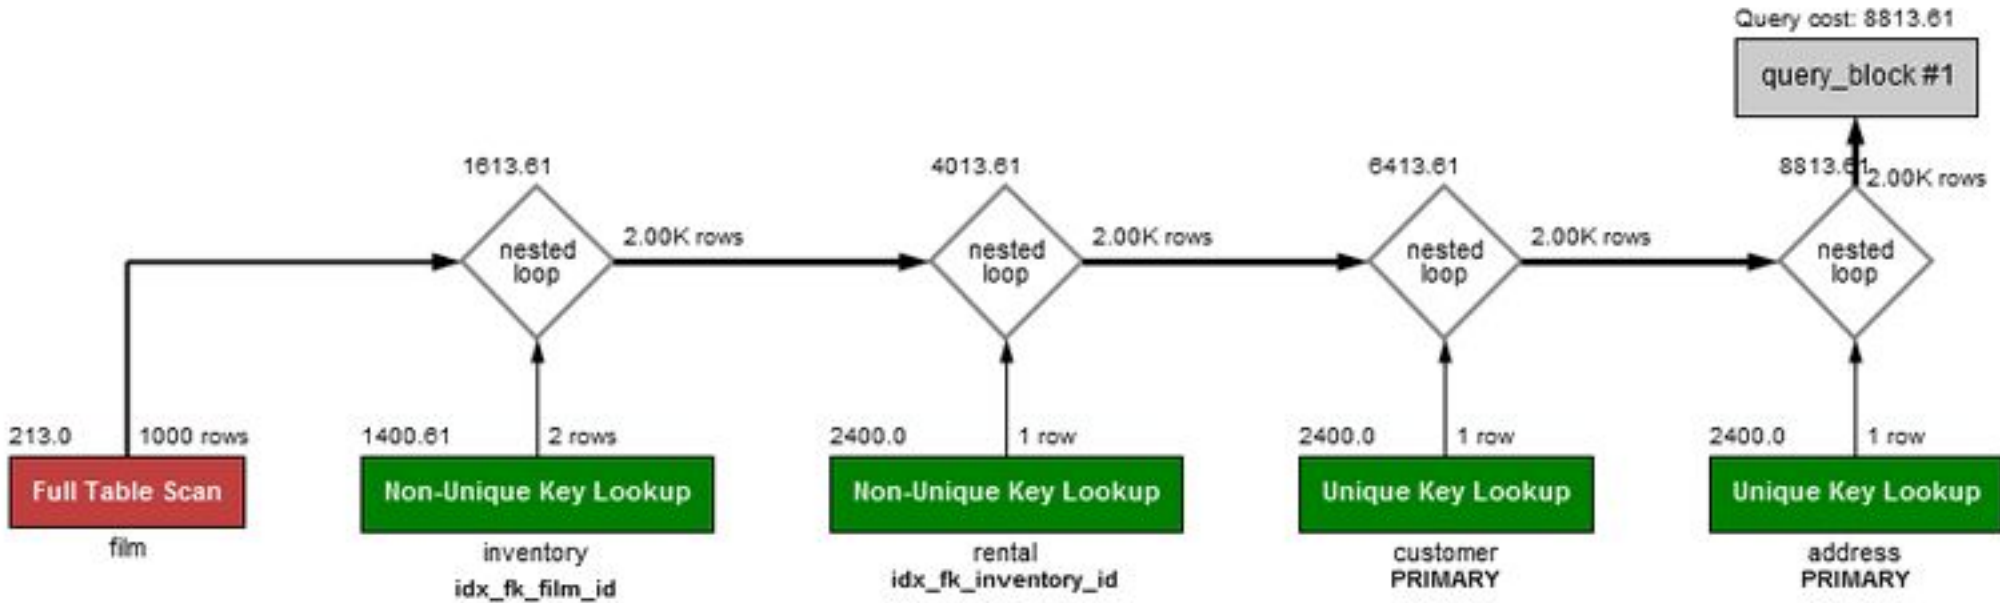 Query cost: 8813.61
query_block #1
1613.61
4013.61
6413.61
8813.61
2.00K rows
nested
loop
2.00K rows
nested
loop
2.00K rows
nested
loop
2.00K rows
nested
loop
213.0
1000 rows
1400.61
2 rows
2400.0
1 row
2400.0
1 row
2400.0
1 row
Full Table Scan
Non-Unique Key Lookup
Non-Unique Key Lookup
Unique Key Lookup
Unique Key Lookup
film
inventory
idx_fk_film_id
rental
idx_fk_inventory_id
customer
PRIMARY
address
PRIMARY